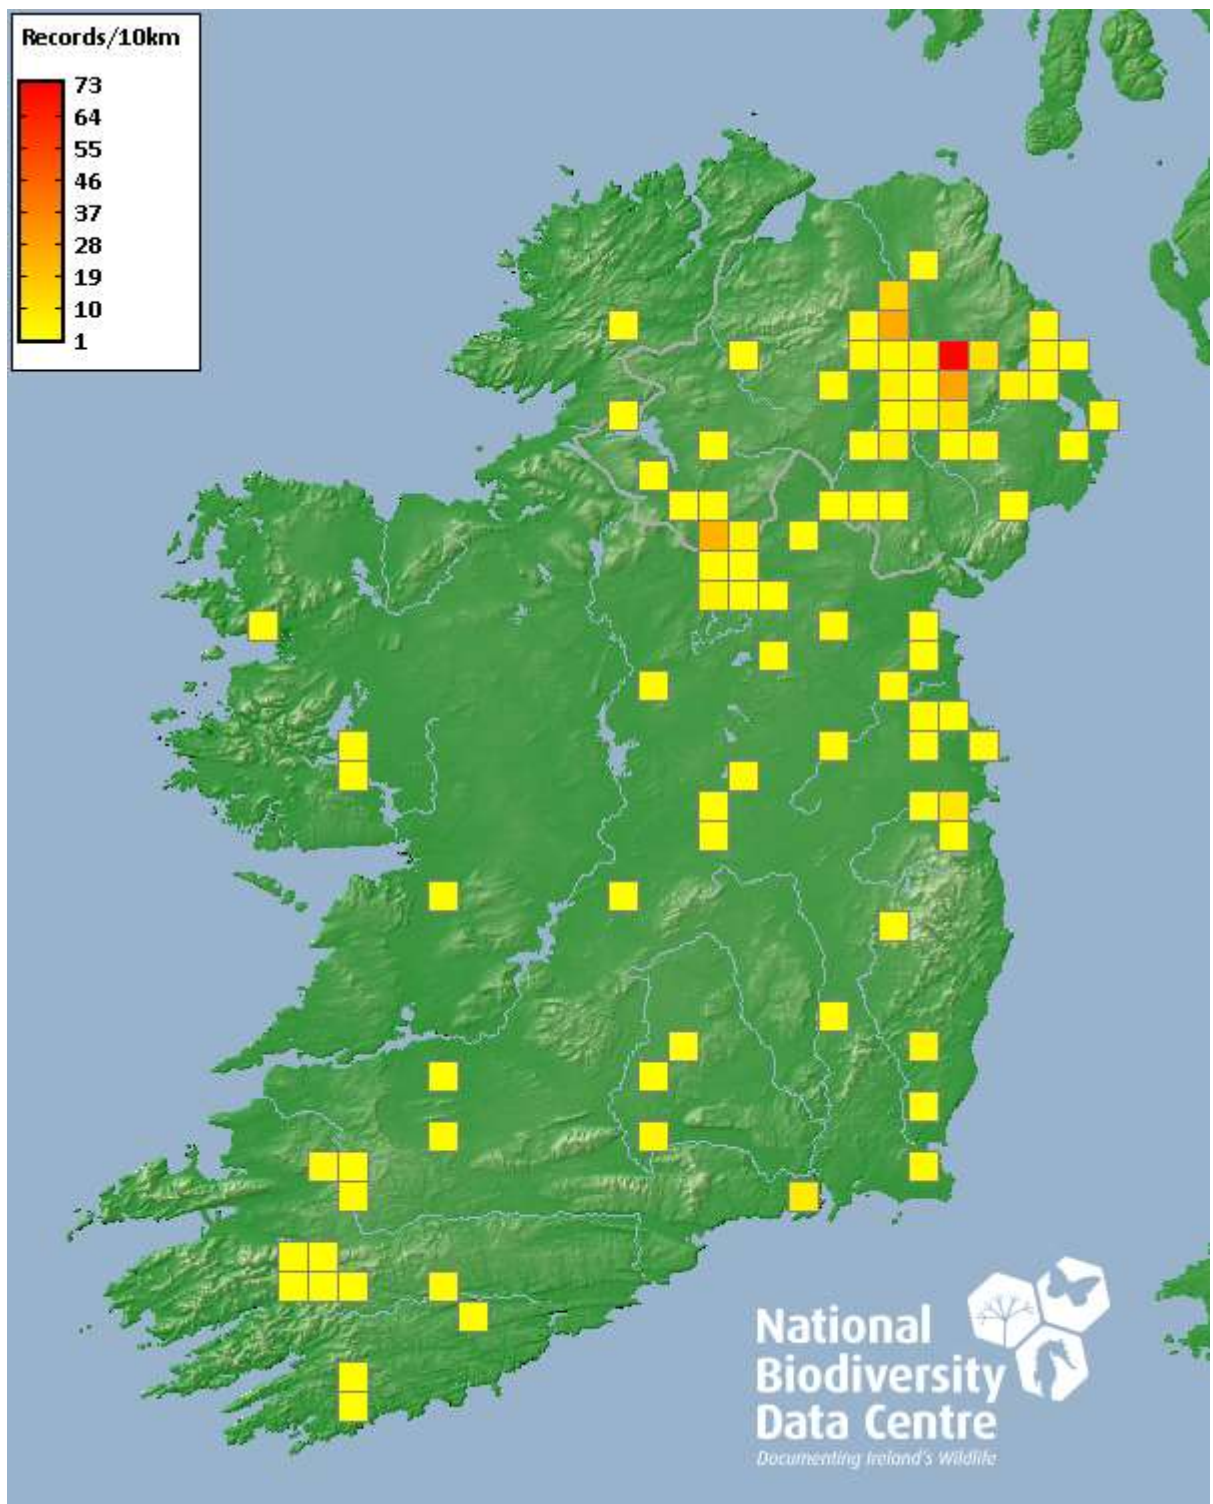 Records/10km
73
64
55
46
37
28
19
10
1
National
Biodiversity
Data Centre
Documenting Ireland's Wildlife